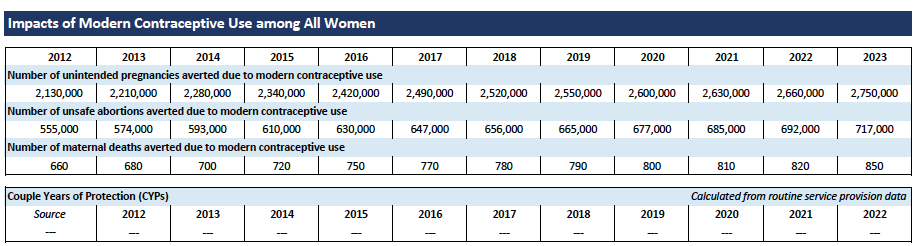 Impacts of Modern Contraceptive Use among All Women
2012 2013 2014 2015 2016 2017 2018 2019 2020 2021 2022 2023
Number of unintended pregnancies averted due to modern contraceptive use
2,130,000 2,210,000 2,280,000 2,340,000 2,420,000 2,490,000 2,520,000 2,550,000 2,600,000 2,630,000 2,660,000 2,750,000
Number of unsafe abortions averted due to modern contraceptive use
555,000 574,000 593,000 610,000 630,000 647,000 656,000 665,000 677,000 685,000 692,000 717,000
Number of maternal deaths averted due to modern contraceptive use
660 680 700 720 750 770 780 790 800 810 820 850
Couple Years of Protection (CYPs) Calculated from routine service provision data
Source 2012 2013 2014 2015 2016 2017 2018 2019 2020 2021 2022
--- --- --- --- --- --- --- --- --- --- --- ---